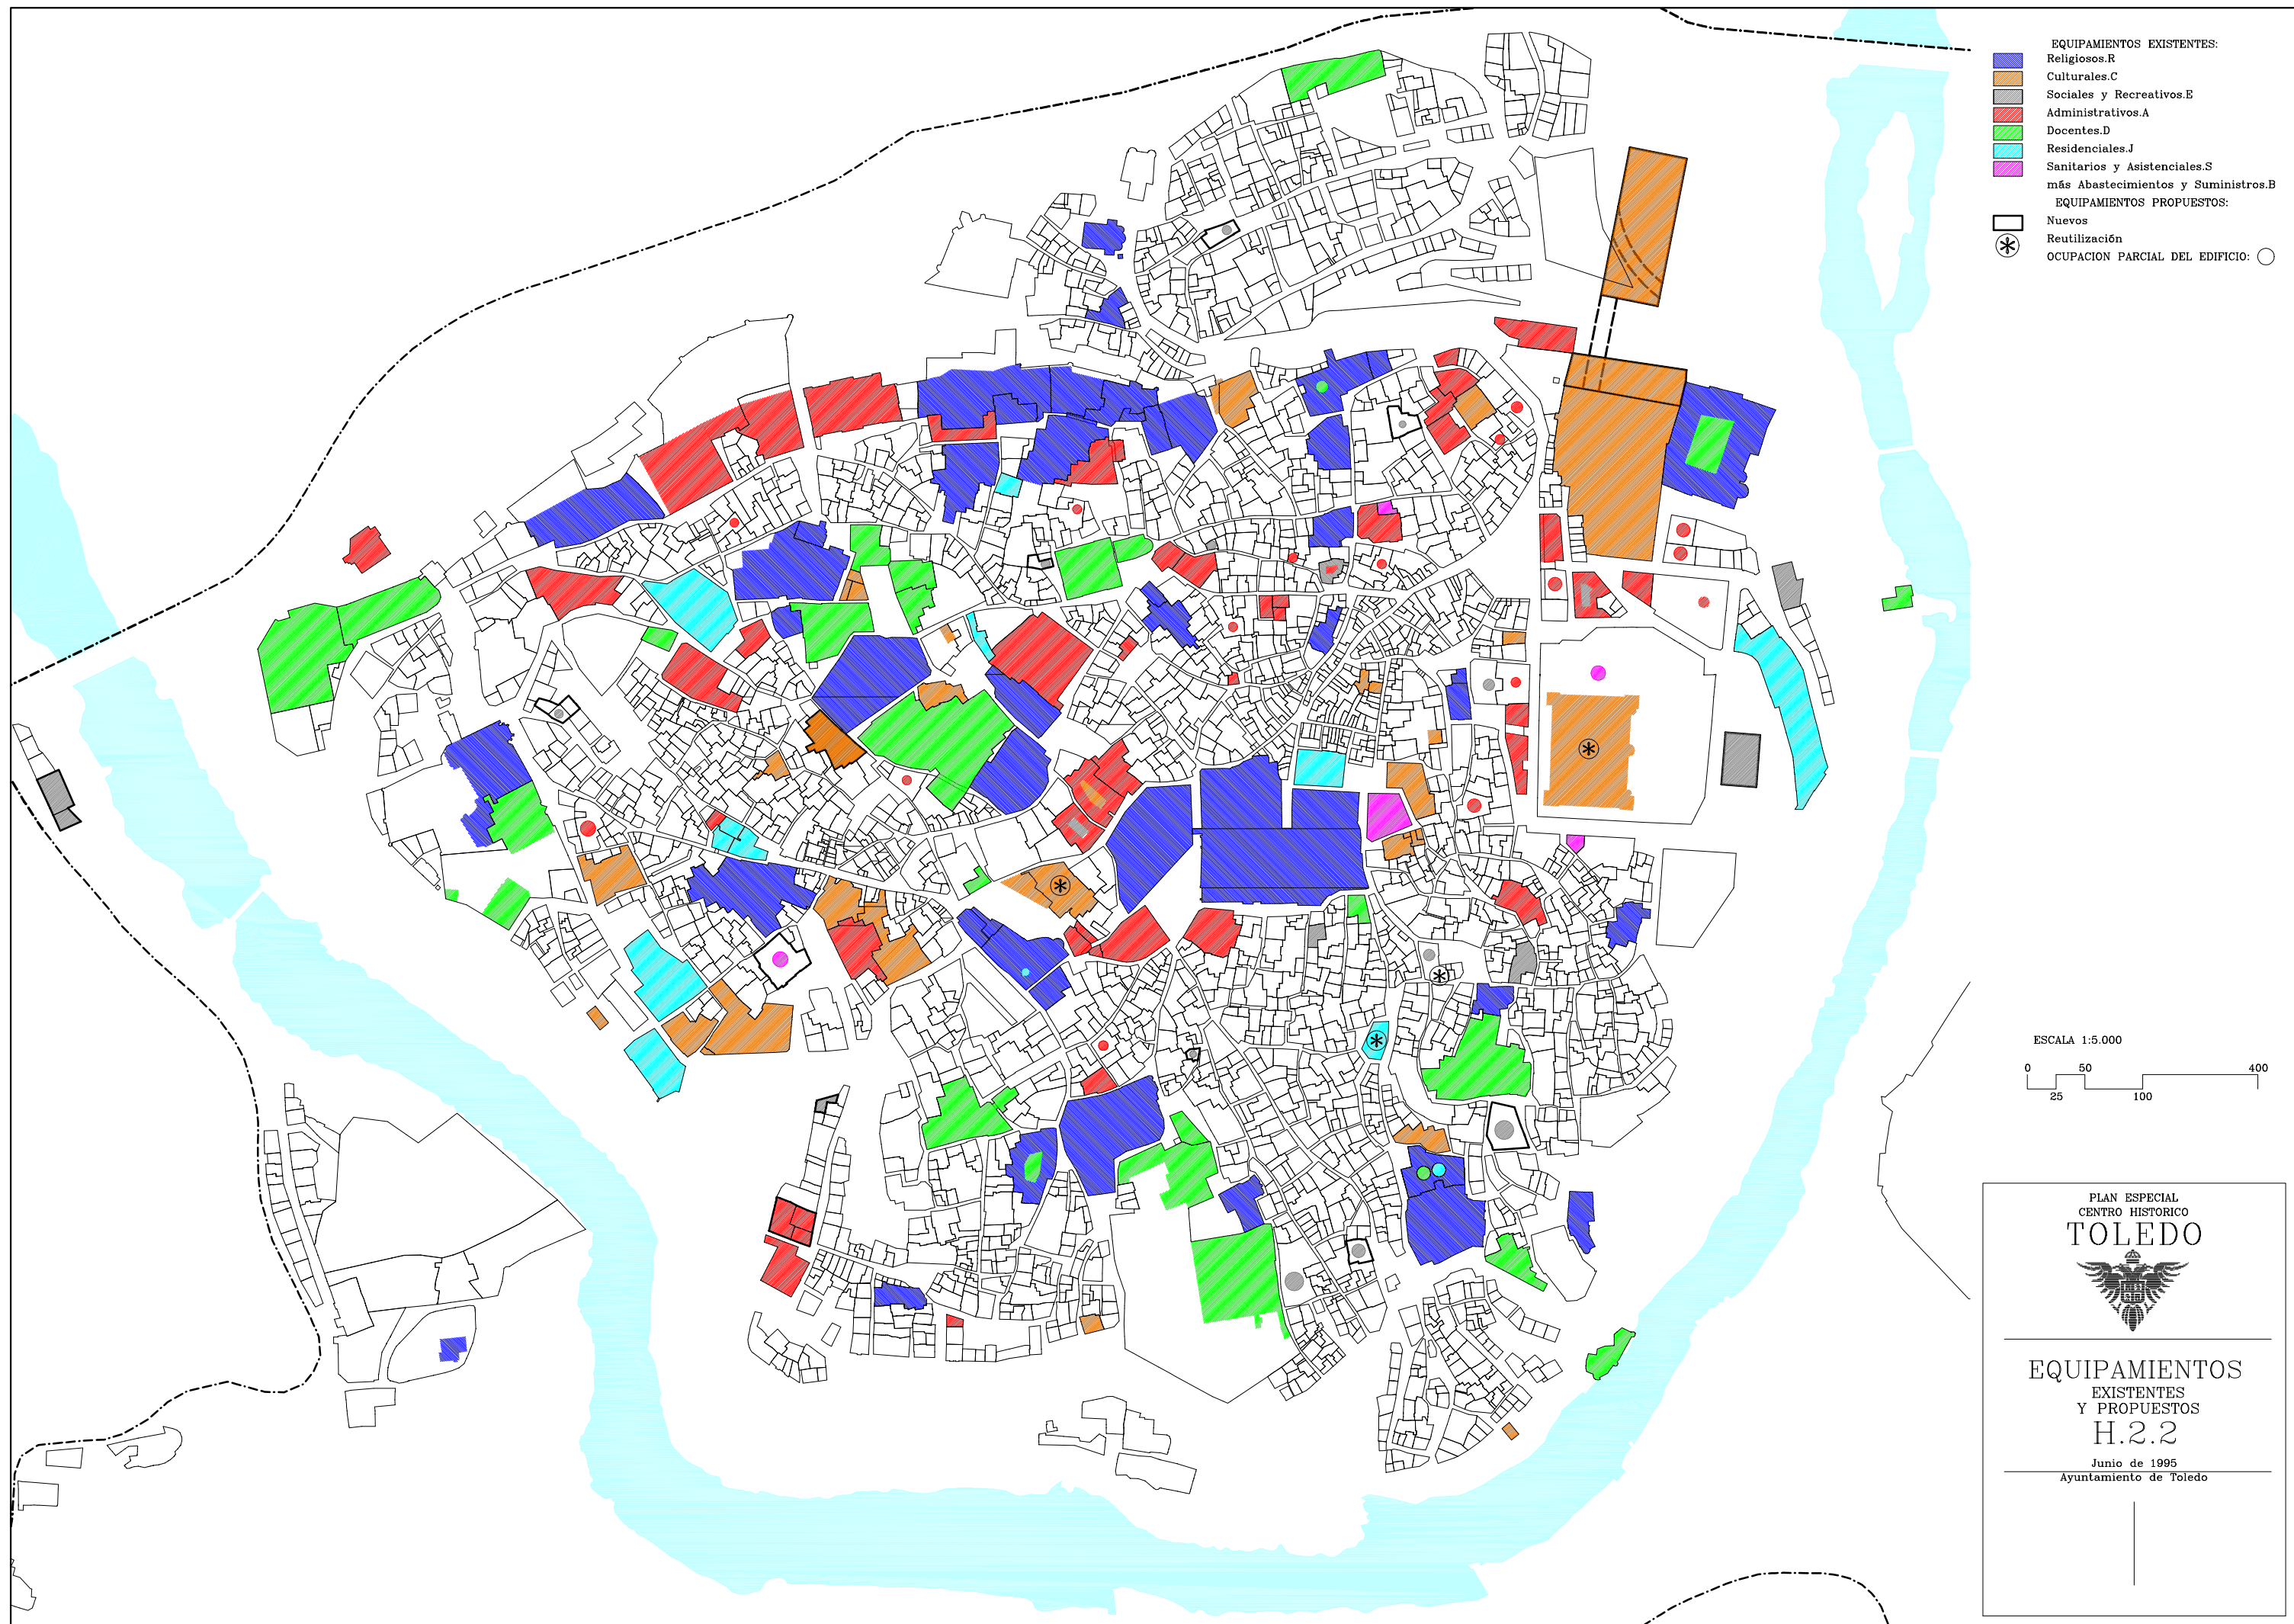 EQUIPAMIENTOS EXISTENTES:
Religiosos.R
Culturales.C
Sociales y Recreativos.E
Administrativos.A
Docentes.D
Residenciales.J
Sanitarios y Asistenciales.S
más Abastecimientos y Suministros.B
EQUIPAMIENTOS PROPUESTOS:
Nuevos
Reutilización
OCUPACION PARCIAL DEL EDIFICIO:
ESCALA 1:5.000
0 50 400
25 100
PLAN ESPECIAL
CENTRO HISTORICO
TOLEDO
EQUIPAMIENTOS
EXISTENTES
Y PROPUESTOS
H.2.2
Junio de 1995
Ayuntamiento de Toledo